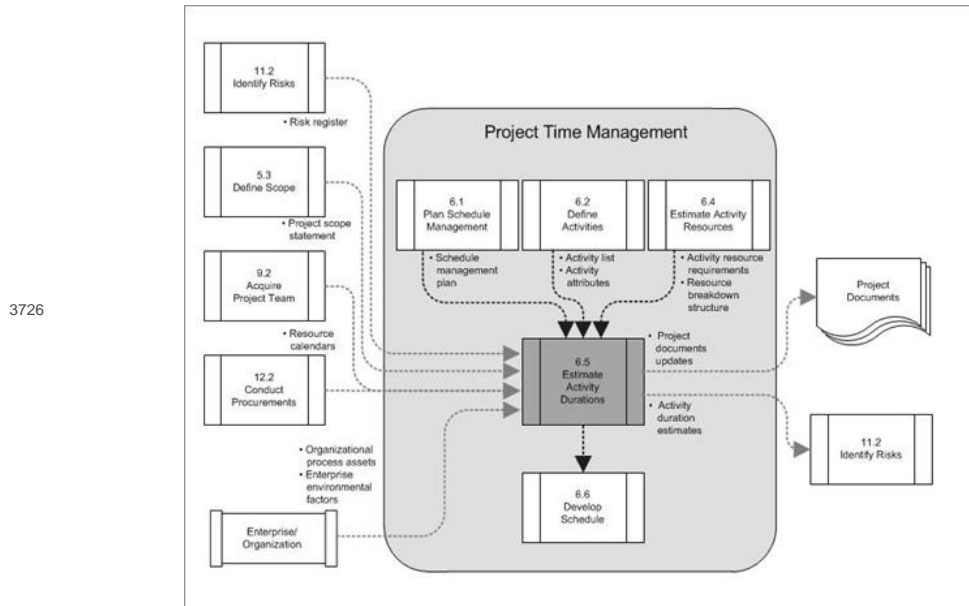 3726
11.2
Identify Risks
• Risk register
5.3
Define Scope
• Project scope
statement
9.2
Acquire
Project Team
• Resource
calendars
12.2
Conduct
Procurements
• Organizational
process assets
• Enterprise
environmental
factors
Enterprise/
Organization
Project Time Management
6.1
Plan Schedule
Management
• Schedule
management
plan
6.2
Define
Activities
• Activity list
• Activity
attributes
6.4
Estimate Activity
Resources
• Activity resource
requirements
• Resource
breakdown
structure
6.5
Estimate
Activity
Durations
• Project
documents
updates
• Activity
duration
estimates
6.6
Develop
Schedule
Project
Documents
11.2
Identify Risks